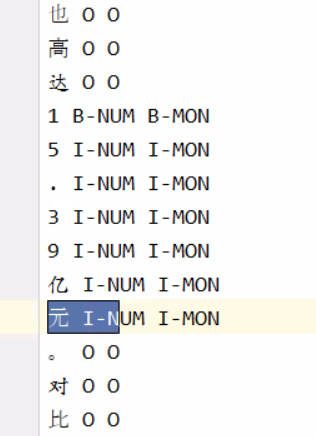 也 O O
高 O O
达 O O
1 B-NUM B-MON
5 I-NUM I-MON
. I-NUM I-MON
3 I-NUM I-MON
9 I-NUM I-MON
亿 I-NUM I-MON
元 I-NUM I-MON
。 O O
对 O O
比 O O